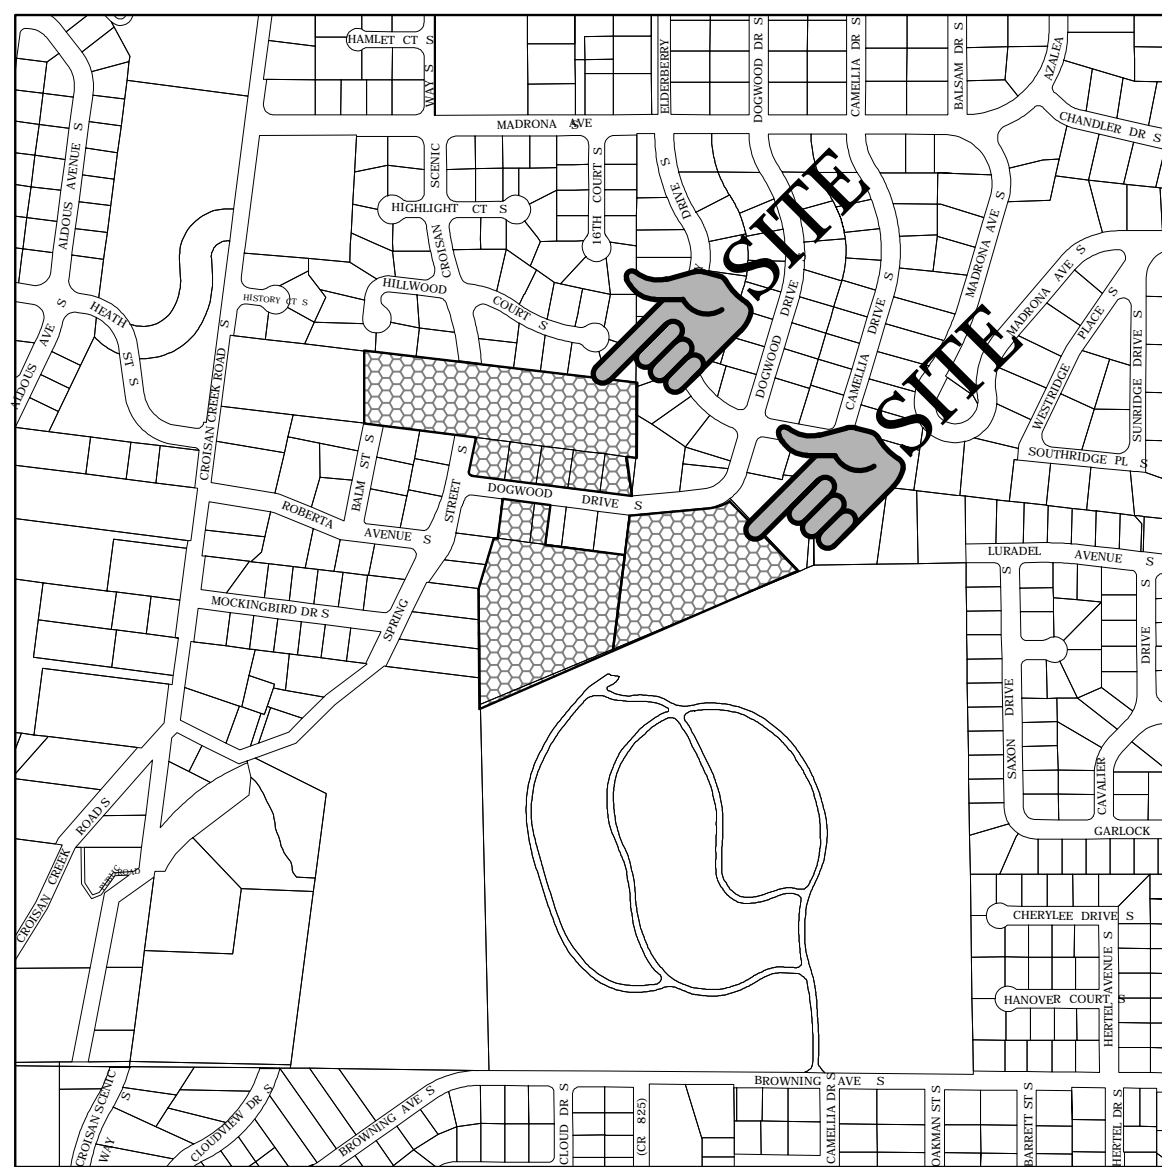 HAMLET CT S
WAY S
ELDERBERRY
DOGWOOD DR S
CAMELLIA DR S
BALSAM DR S
AZALEA
CHANDLER DR S
MADRONA AVE S
ALDOUS AVENUE S
SCENIC
16TH COURT S
DRIVE S
SITE
HIGHLIGHT CT S
CROISAN
MADRONA AVE S
MADRONA AVE S
HILLWOOD
COURT S
HISTORY CT S
HEATH
ST S
ALDOUS AVE S
CROISAN CREEK ROAD S
DOGWOOD DRIVE
CAMELLIA DRIVE S
SITE
WESTRIDGE PLACE S
SUNRIDGE DRIVE S
SOUTHRIDGE PL S
BALM ST S
STREET S
DOGWOOD DRIVE S
ROBERTA
AVENUE S
LURADEL AVENUE S
MOCKINGBIRD DR S
SPRING
SAXON DRIVE S
DRIVE S
CAVALIER
GARLOCK
ROAD S
CROISAN CREEK
PUBLIC ROAD
CHERYLEE DRIVE S
HERTEL AVENUE S
HANOVER COURT S
BROWNING AVE S
CROISAN SCENIC
WAY S
CLOUDVIEW DR S
BROWNING AVE S
CLOUD DR S
(CR 825)
CAMELLIA DR S
OAKMAN ST S
BARRETT ST S
HERTEL DR S